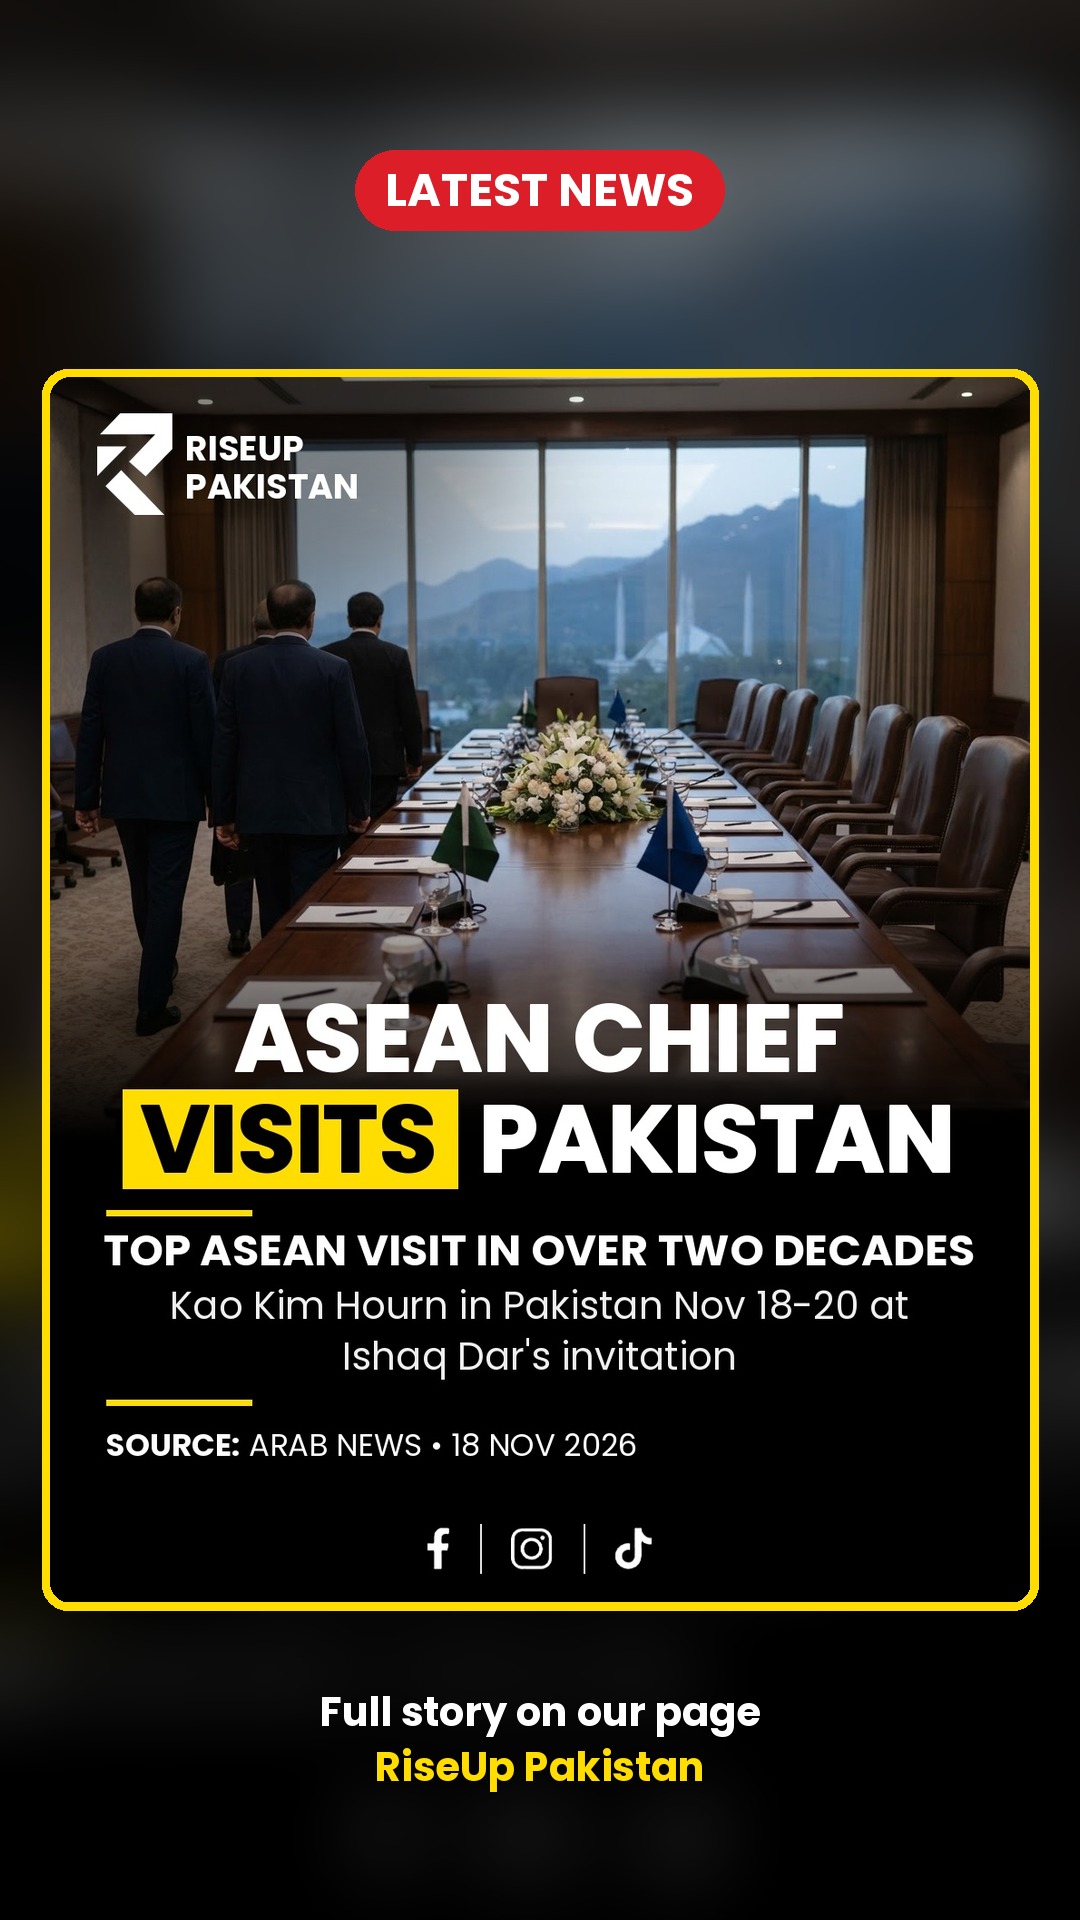 LATEST NEWS
RISEUP
PAKISTAN
ASEAN CHIEF
VISITS PAKISTAN
TOP ASEAN VISIT IN OVER TWO DECADES
Kao Kim Hourn in Pakistan Nov 18-20 at
Ishaq Dar's invitation
SOURCE: ARAB NEWS • 18 NOV 2026
Full story on our page
RiseUp Pakistan